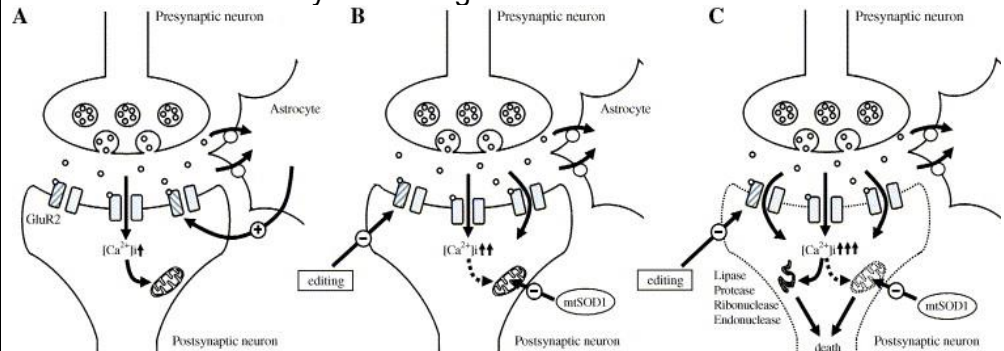 A
Presynaptic neuron
Astrocyte
GluR2
[Ca2+]i
+
Postsynaptic neuron
B
Presynaptic neuron
Astrocyte
[Ca2+]i
−
editing
−
mtSOD1
Postsynaptic neuron
C
Presynaptic neuron
[Ca2+]i
−
editing
Lipase
Protease
Ribonuclease
Endonuclease
−
mtSOD1
death
Postsynaptic neuron